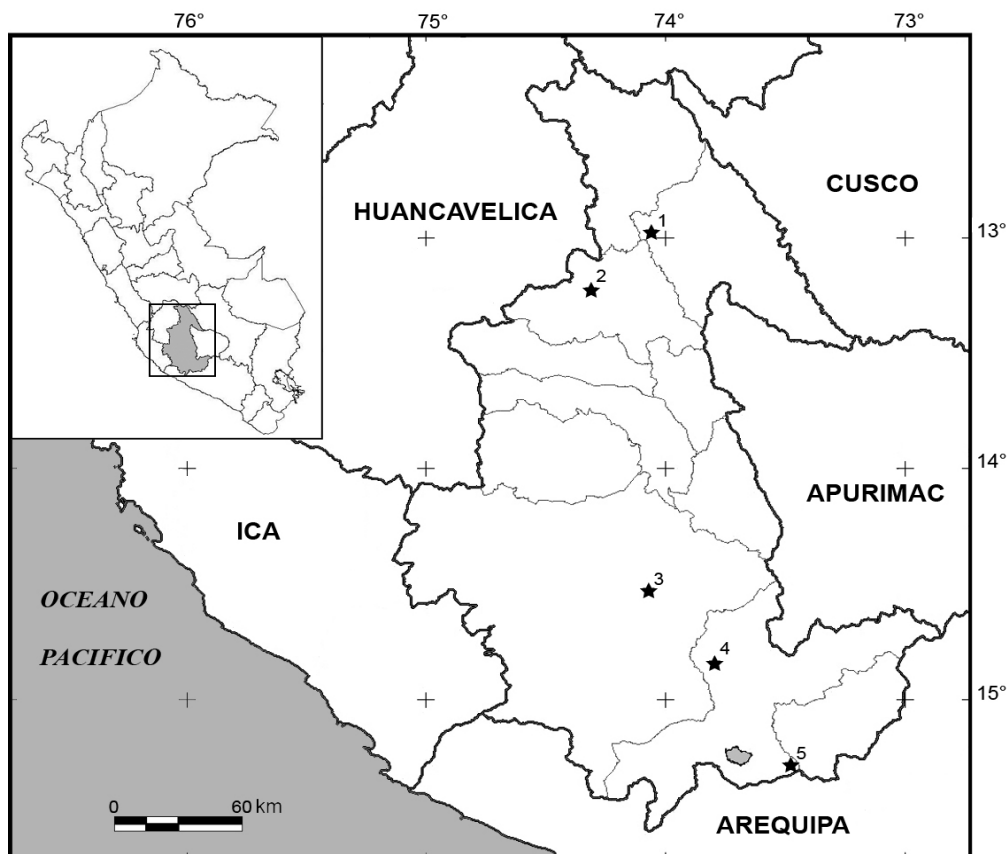 76° 75° 74° 73°
CUSCO
HUANCAVELICA
1
13°
2
14°
APURIMAC
ICA
3
OCEANO
4
PACIFICO
15°
5
0 60 km
AREQUIPA